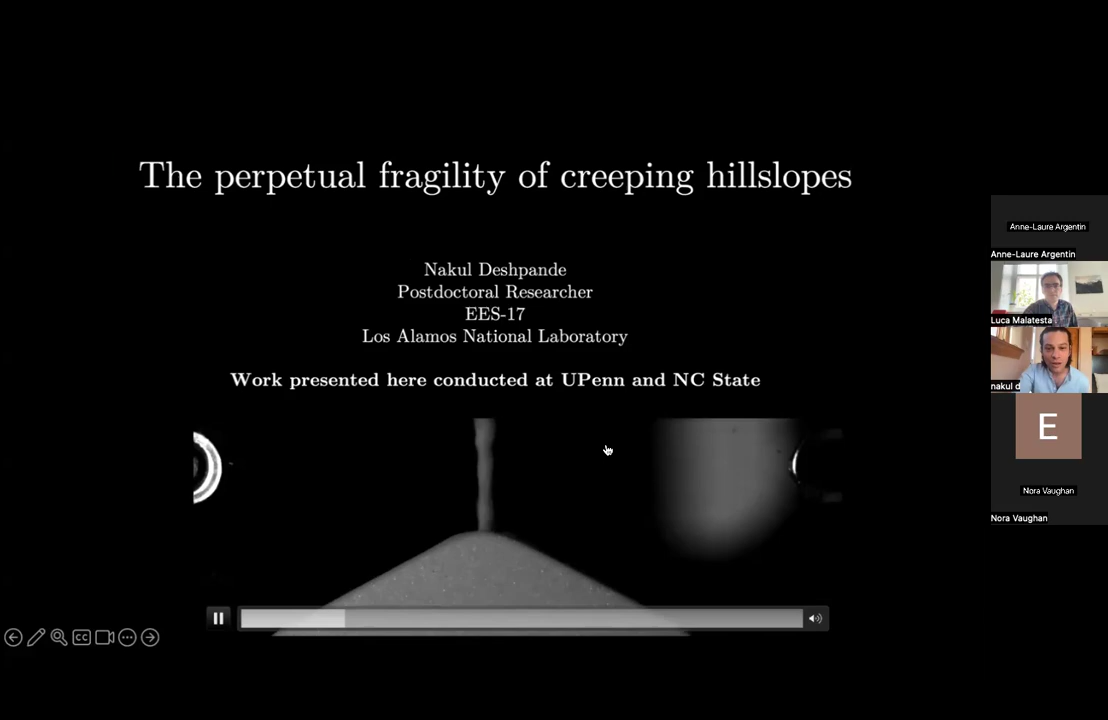 The perpetual fragility of creeping hillslopes
Nakul Deshpande
Postdoctoral Researcher
EES-17
Los Alamos National Laboratory
Work presented here conducted at UPenn and NC State
CC
Anne-Laure Argentin
Anne-Laure Argentin
Luca Malatesta
nakul d
E
Nora Vaughan
Nora Vaughan